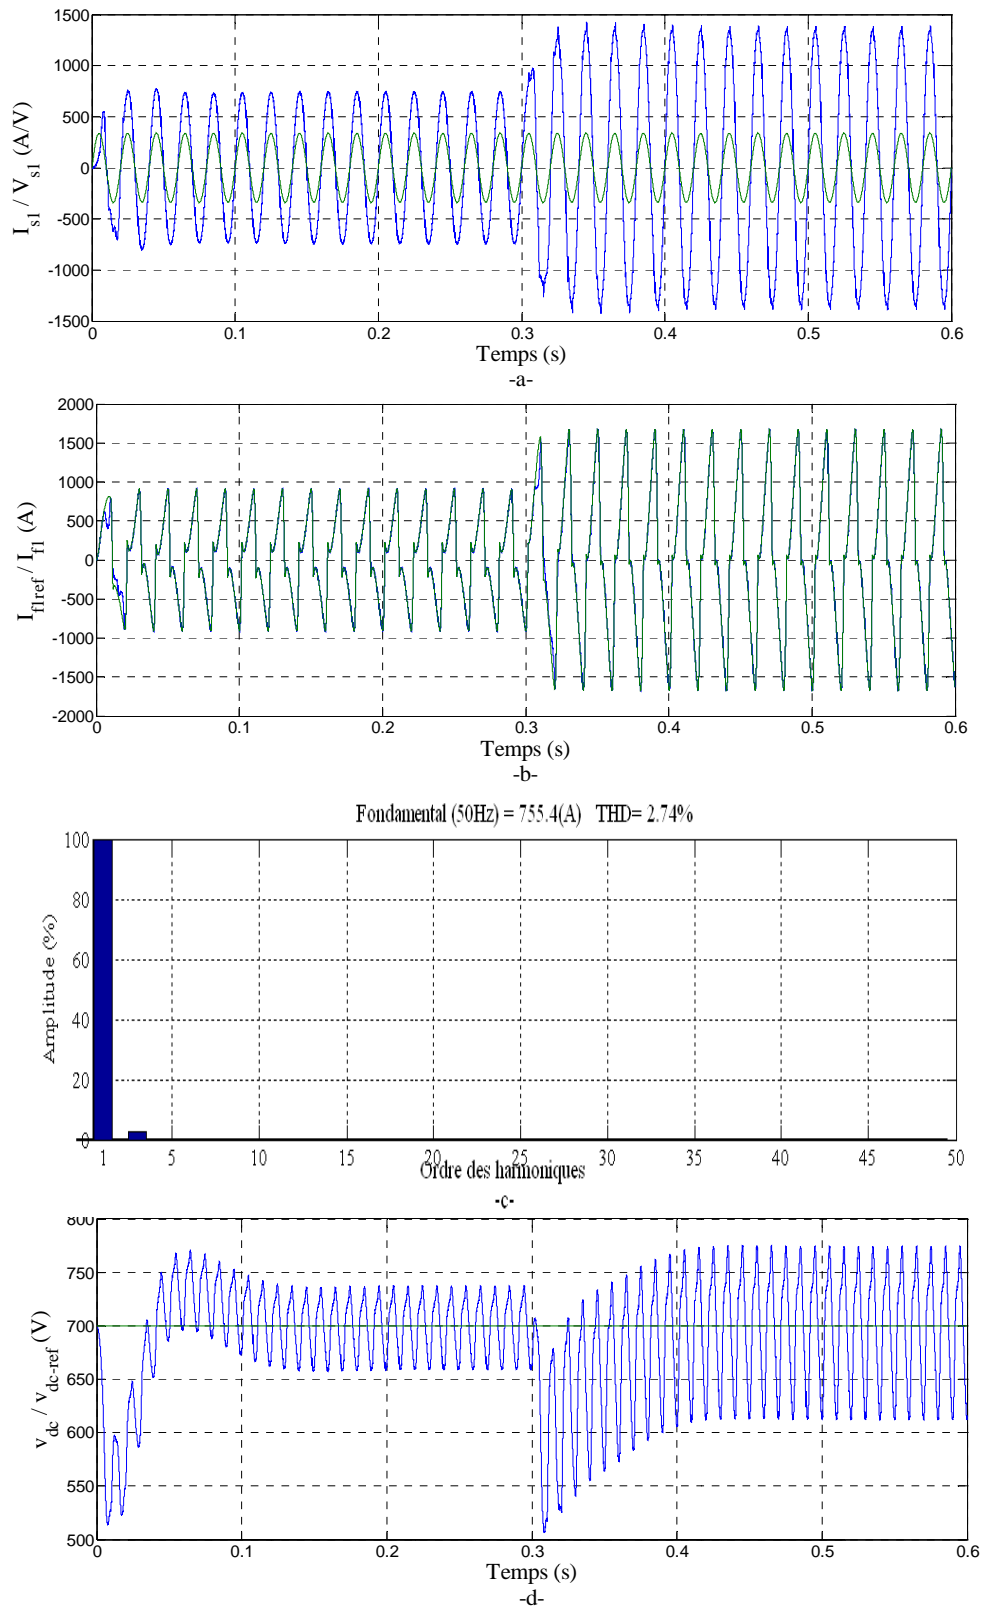 1500
1000
500
0
-500
-1000
-1500
I_s1 / V_s1 (A/V)
0 0.1 0.2 0.3 0.4 0.5 0.6
Temps (s)
-a-
2000
1500
1000
500
0
-500
-1000
-1500
-2000
I_f1ref / I_f1 (A)
0 0.1 0.2 0.3 0.4 0.5 0.6
Temps (s)
-b-
Fondamental (50Hz) = 755.4(A) THD= 2.74%
100
80
60
40
20
0
Amplitude (%)
1 5 10 15 20 25 30 35 40 45 50
Ordre des harmoniques
-c-
800
750
700
650
600
550
500
v_dc / v_dc-ref (V)
0 0.1 0.2 0.3 0.4 0.5 0.6
Temps (s)
-d-